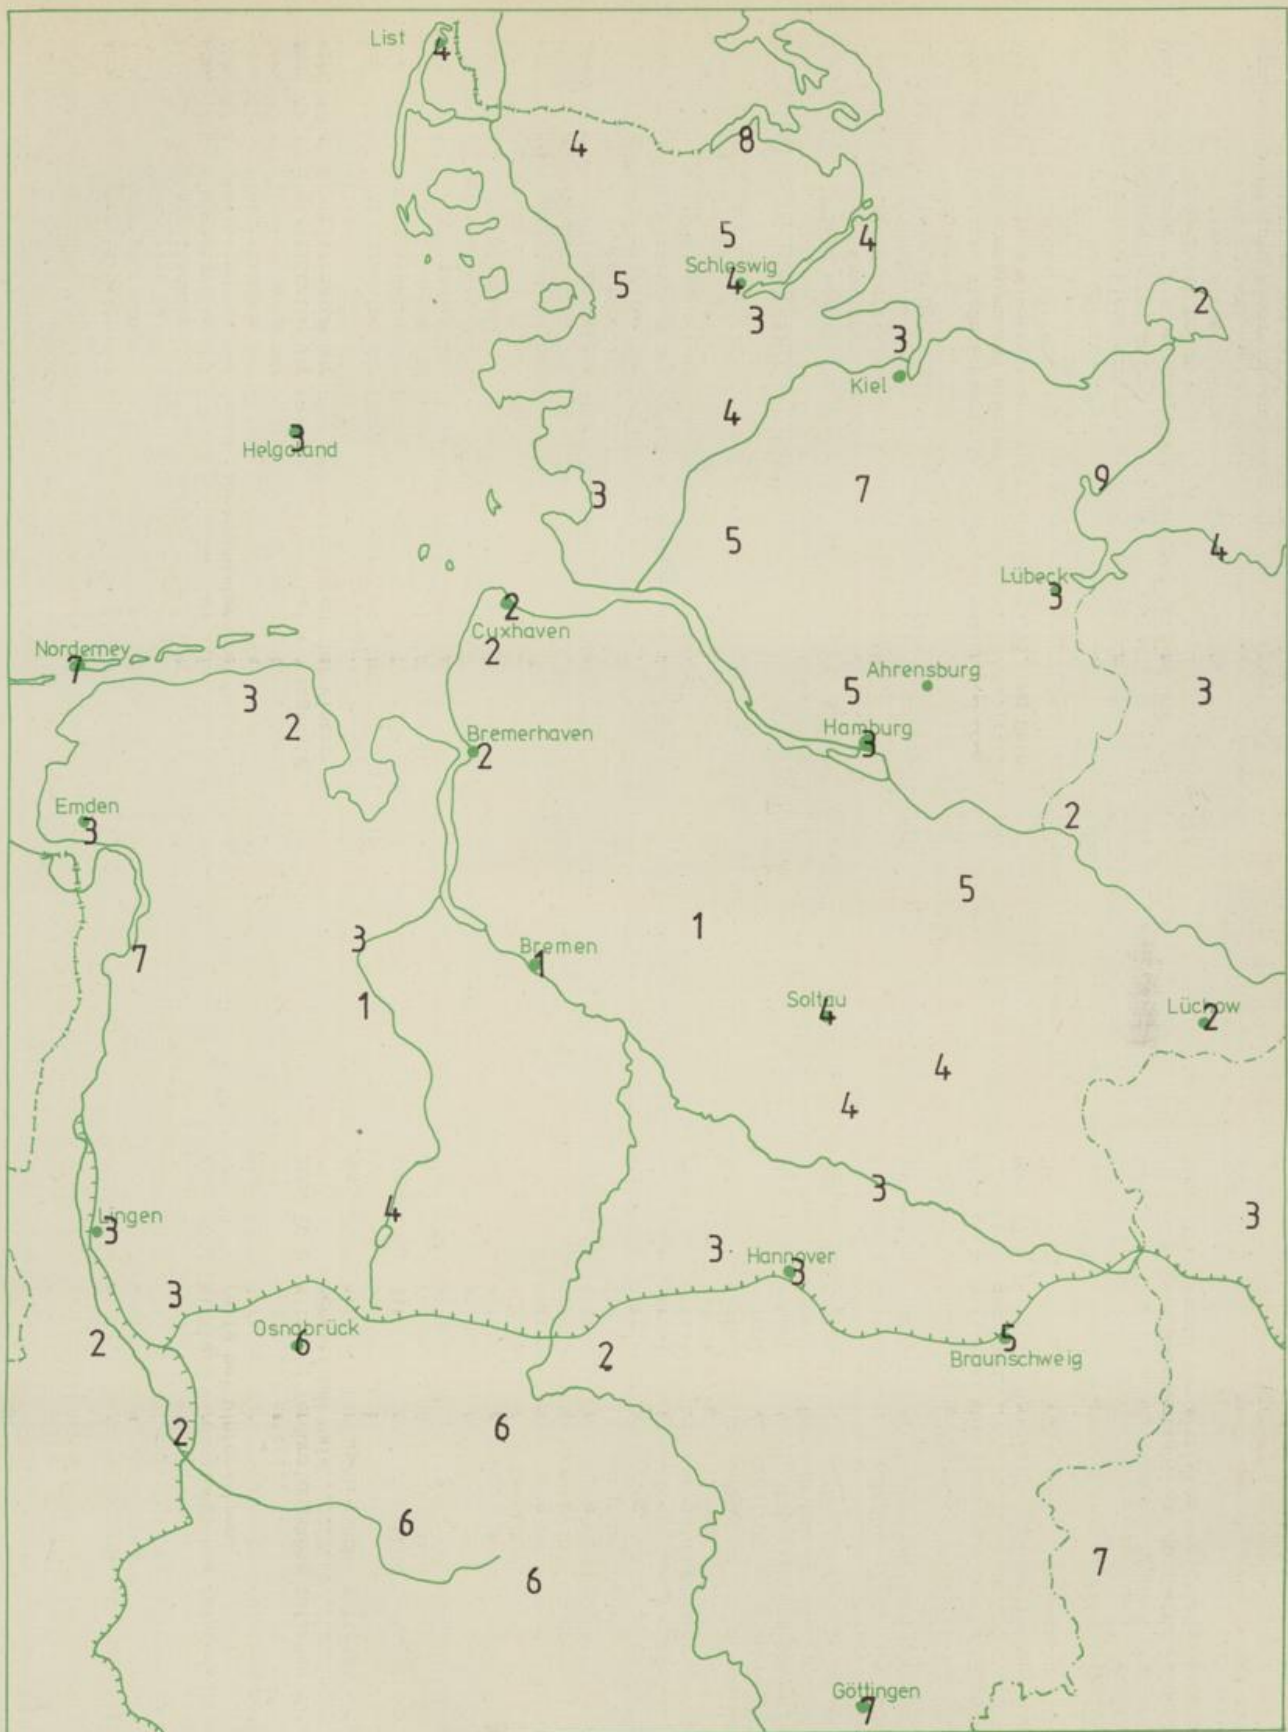 List
4
4
8
5
4
Schleswig
4
5
3
2
3
Kiel
4
3
Helgoland
9
7
3
5
4
Lübeck
3
2
Cuxhaven
2
Norderney
7
3
2
Ahrensburg
5
3
Hamburg
3
Bremerhaven
2
Emden
3
2
5
1
3
Bremen
1
7
1
Soltau
4
Lüchow
2
4
4
3
4
3
Lingen
3
3
Hannover
3
3
Osnabrück
6
2
2
5
Braunschweig
2
6
6
6
7
Göttingen
7